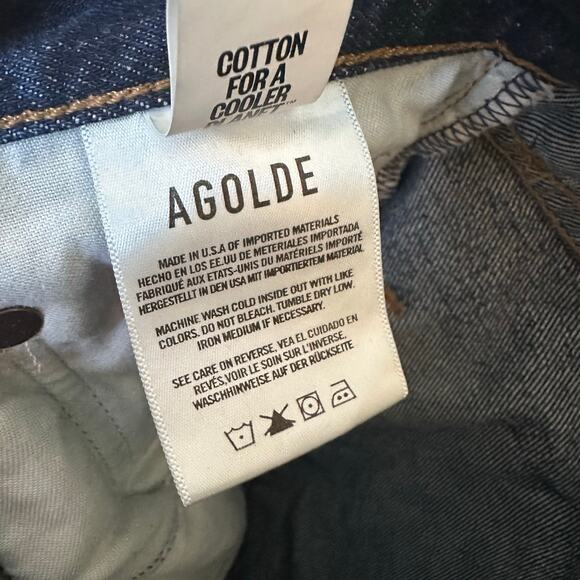 COTTON
FOR A
COOLER
PLANET™
AGOLDE
MADE IN U.S.A OF IMPORTED MATERIALS
HECHO EN LOS EE.UU DE METERIALES IMPORTADA
FABRIQUÉ AUX ETATS-UNIS DU MATÉRIELS IMPORTÉ
HERGESTELLT IN DEN USA MIT IMPORTIERTEM MATERIAL
MACHINE WASH COLD INSIDE OUT WITH LIKE
COLORS. DO NOT BLEACH. TUMBLE DRY LOW.
IRON MEDIUM IF NECESSARY.
SEE CARE ON REVERSE, VEA EL CUIDADO EN
REVÉS, VOIR LE SOIN SUR L'INVERSE,
WASCHHINWEISE AUF DER RÜCKSEITE